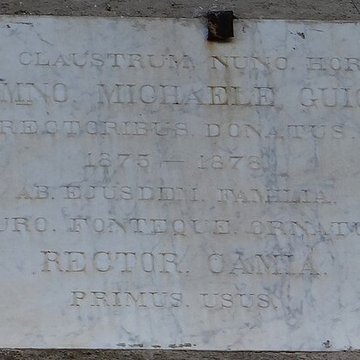 CLAUSTRUM. NUNC. HOR
MNO. MICHAELE GUIC
RECTORIBUS. DONATUS.
1875 — 1878
AB. EJUSDEM. FAMILIA.
URO. FONTEQUE. ORNAT
RECTOR. CAMIA.
PRIMUS. USUS.